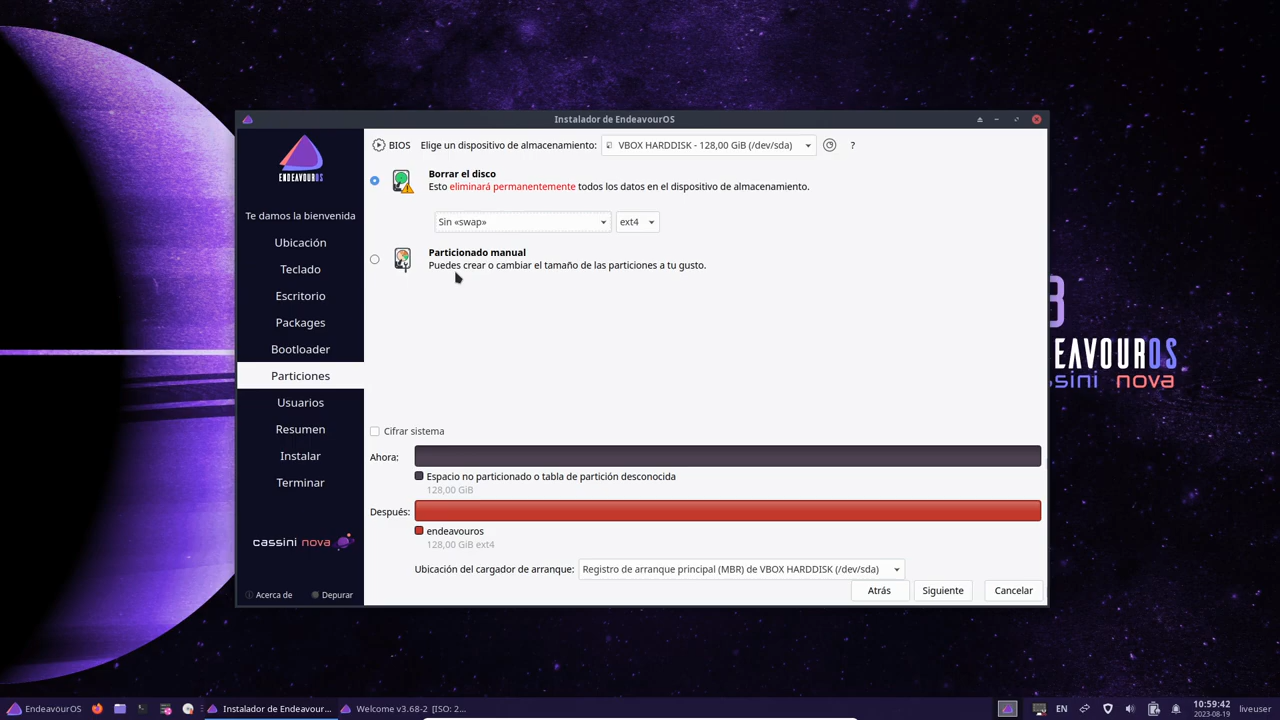 Instalador de EndeavourOS
ENDEAVOUROS
Te damos la bienvenida
Ubicación
Teclado
Escritorio
Packages
Bootloader
Particiones
Usuarios
Resumen
Instalar
Terminar
cassini nova
Acerca de
Depurar
BIOS
Elige un dispositivo de almacenamiento:
VBOX HARDDISK - 128,00 GiB (/dev/sda)
?
Borrar el disco
Esto eliminará permanentemente todos los datos en el dispositivo de almacenamiento.
Sin «swap»
ext4
Particionado manual
Puedes crear o cambiar el tamaño de las particiones a tu gusto.
Cifrar sistema
Ahora:
Espacio no particionado o tabla de partición desconocida
128,00 GiB
Después:
endeavouros
128,00 GiB ext4
Ubicación del cargador de arranque:
Registro de arranque principal (MBR) de VBOX HARDDISK (/dev/sda)
Atrás
Siguiente
Cancelar
EAVOUROS
ssini nova
EndeavourOS
Instalador de EndeavourOS...
Welcome v3.68-2 [ISO: 2...
EN
10:59:42
2023-08-19
liveuser